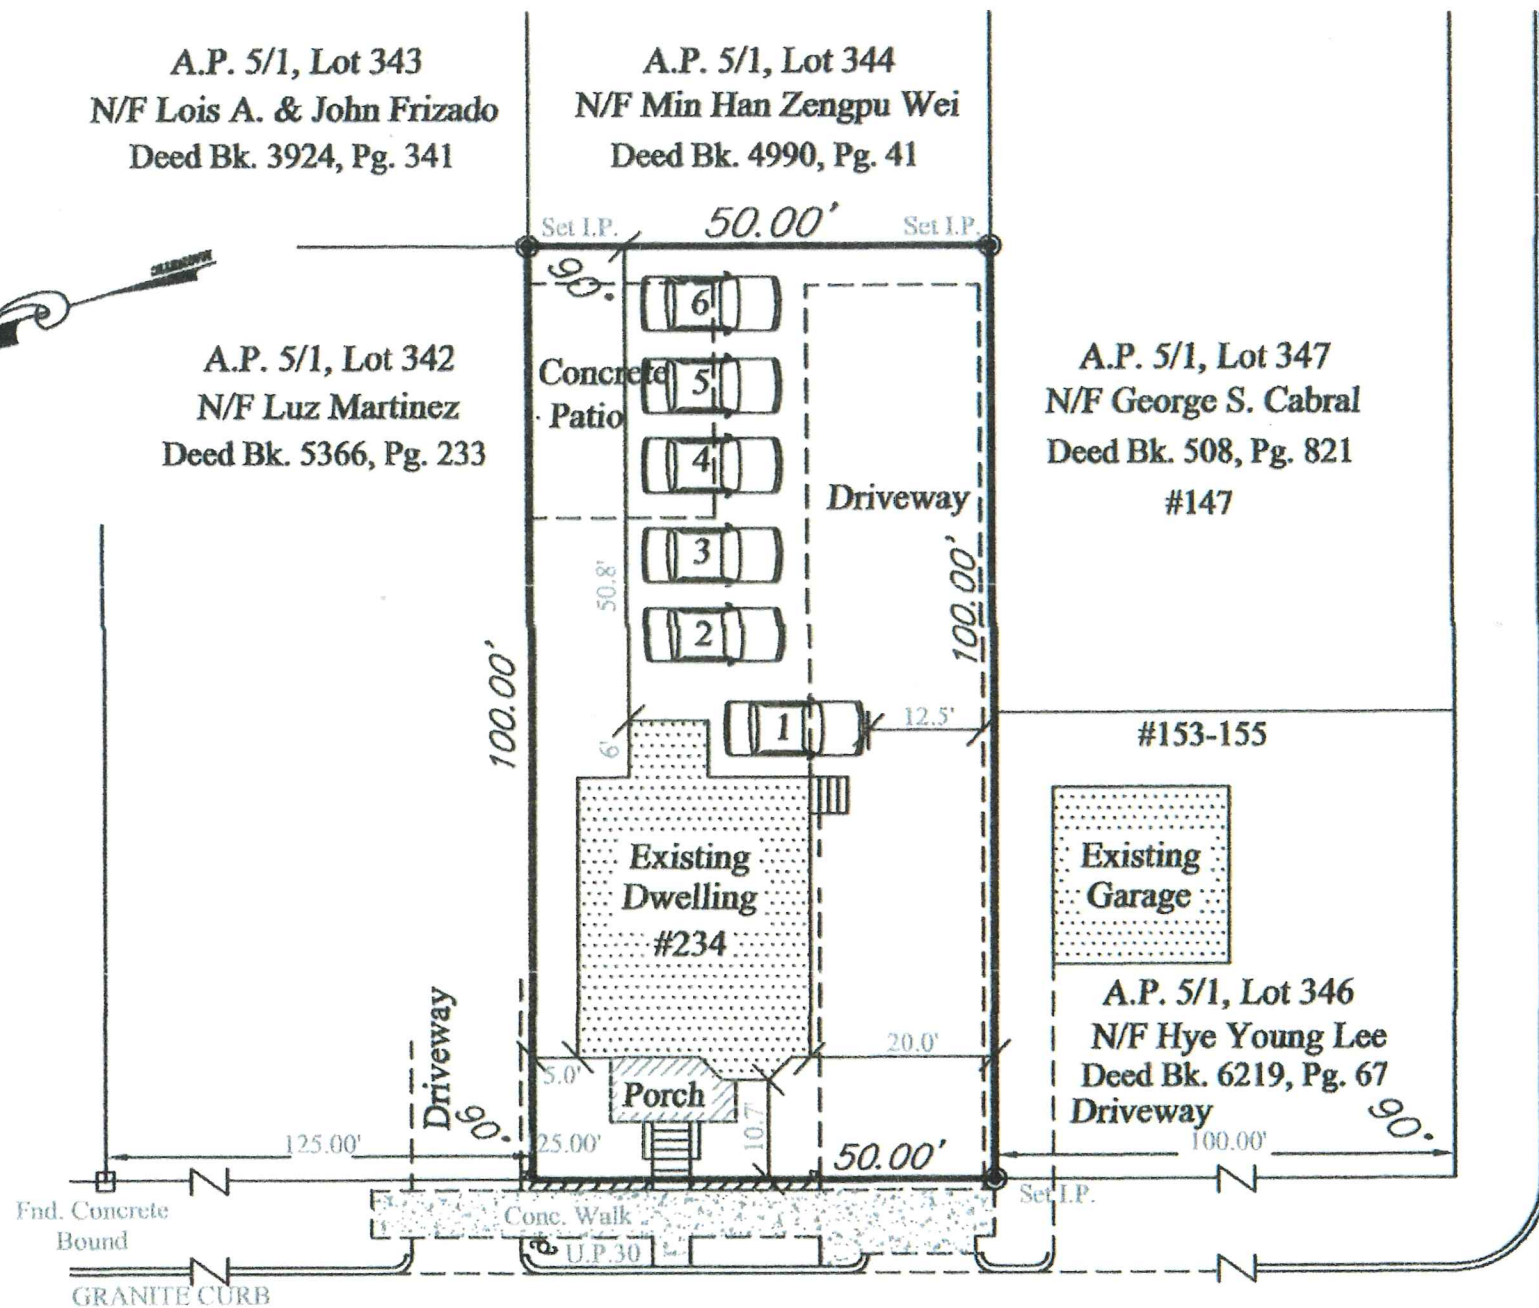 A.P. 5/1, Lot 343
N/F Lois A. & John Frizado
Deed Bk. 3924, Pg. 341
A.P. 5/1, Lot 344
N/F Min Han Zengpu Wei
Deed Bk. 4990, Pg. 41
Set I.P.
50.00'
Set I.P.
MAGNETIC
90°
6
A.P. 5/1, Lot 342
N/F Luz Martinez
Deed Bk. 5366, Pg. 233
Concrete
Patio
5
4
3
2
1
Driveway
A.P. 5/1, Lot 347
N/F George S. Cabral
Deed Bk. 508, Pg. 821
#147
50.8'
100.00'
100.00'
6'
12.5'
#153-155
Existing
Dwelling
#234
Existing
Garage
A.P. 5/1, Lot 346
N/F Hye Young Lee
Deed Bk. 6219, Pg. 67
Driveway
Driveway
90°
5.0'
Porch
20.0'
10.7'
125.00'
25.00'
50.00'
100.00'
90°
Fnd. Concrete
Bound
Set I.P.
Conc. Walk
U.P.30
GRANITE CURB